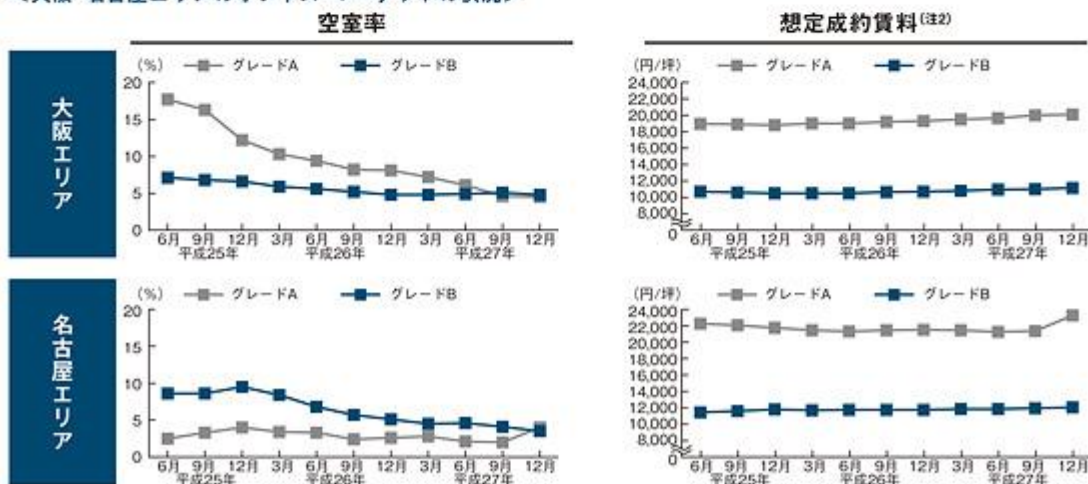 空室率
想定成約賃料(注2)
大阪エリア
(%) グレードA グレードB
20
15
10
5
0
6月 9月 12月 3月 6月 9月 12月 3月 6月 9月 12月
平成25年 平成26年 平成27年
(円/坪) グレードA グレードB
24,000
22,000
20,000
18,000
16,000
14,000
12,000
10,000
8,000
0
6月 9月 12月 3月 6月 9月 12月 3月 6月 9月 12月
平成25年 平成26年 平成27年
名古屋エリア
(%) グレードA グレードB
20
15
10
5
0
6月 9月 12月 3月 6月 9月 12月 3月 6月 9月 12月
平成25年 平成26年 平成27年
(円/坪) グレードA グレードB
24,000
22,000
20,000
18,000
16,000
14,000
12,000
10,000
8,000
0
6月 9月 12月 3月 6月 9月 12月 3月 6月 9月 12月
平成25年 平成26年 平成27年